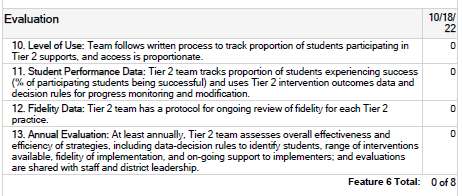 Evaluation 10/18/
22
10. Level of Use: Team follows written process to track proportion of students participating in 0
Tier 2 supports, and access is proportionate.
11. Student Performance Data: Tier 2 team tracks proportion of students experiencing success 0
(% of participating students being successful) and uses Tier 2 intervention outcomes data and
decision rules for progress monitoring and modification.
12. Fidelity Data: Tier 2 team has a protocol for ongoing review of fidelity for each Tier 2 0
practice.
13. Annual Evaluation: At least annually, Tier 2 team assesses overall effectiveness and 0
efficiency of strategies, including data-decision rules to identify students, range of interventions
available, fidelity of implementation, and on-going support to implementers; and evaluations
are shared with staff and district leadership.
Feature 6 Total: 0 of 8